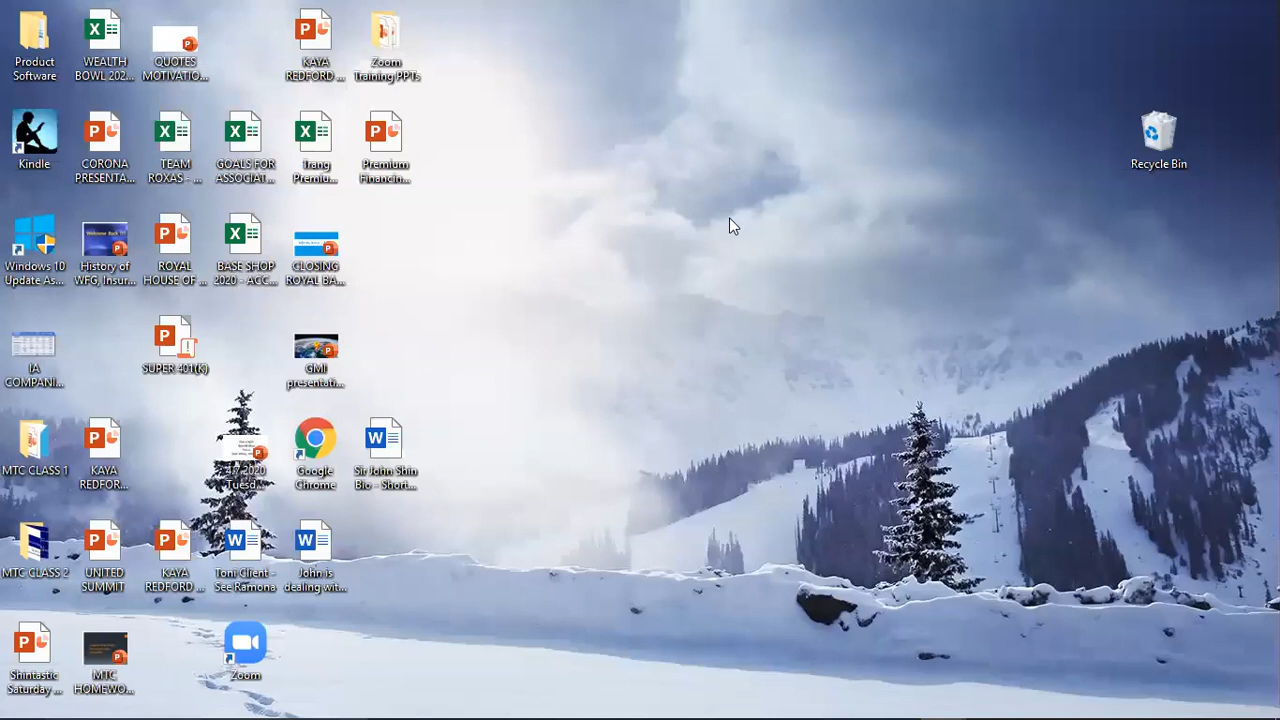 Product
Software
WEALTH
BOWL 202...
QUOTES
MOTIVATIO...
KAYA
REDFORD ...
Zoom
Training PPTs
Kindle
CORONA
PRESENTA...
TEAM
ROXAS - ...
GOALS FOR
ASSOCIAT...
Trang
Premiu...
Premium
Financin...
Recycle Bin
Windows 10
Update As...
History of
WFG, Insur...
ROYAL
HOUSE OF ...
BASE SHOP
2020 - ACC...
CLOSING
ROYAL BA...
IA
COMPANI...
SUPER 401(K)
GMI
presentati...
MTC CLASS 1
KAYA
REDFOR...
2020
Tuesd...
Google
Chrome
Sir John Shin
Bio - Short...
MTC CLASS 2
UNITED
SUMMIT
KAYA
REDFORD ...
Toni Client -
See Ramona
John is
dealing wit...
Shintastic
Saturday ...
MTC
HOMEWO...
Zoom